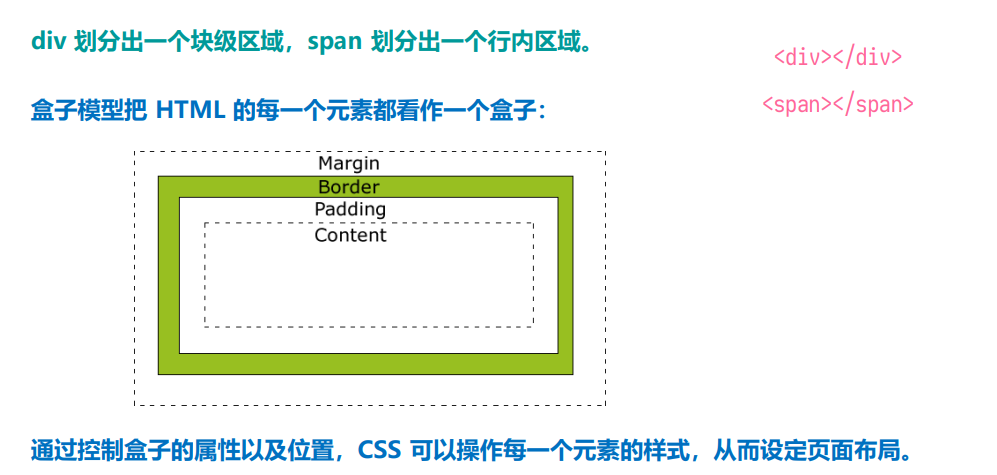 div 划分出一个块级区域，span 划分出一个行内区域。
<div></div>
<span></span>
盒子模型把 HTML 的每一个元素都看作一个盒子：
Margin
Border
Padding
Content
通过控制盒子的属性以及位置，CSS 可以操作每一个元素的样式，从而设定页面布局。